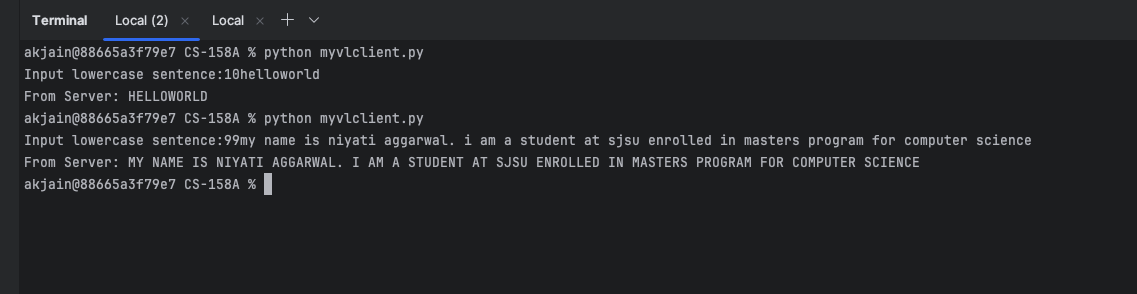 Terminal Local (2) × Local × + ∨
akjain@88665a3f79e7 CS-158A % python myvlclient.py
Input lowercase sentence:10helloworld
From Server: HELLOWORLD
akjain@88665a3f79e7 CS-158A % python myvlclient.py
Input lowercase sentence:99my name is niyati aggarwal. i am a student at sjsu enrolled in masters program for computer science
From Server: MY NAME IS NIYATI AGGARWAL. I AM A STUDENT AT SJSU ENROLLED IN MASTERS PROGRAM FOR COMPUTER SCIENCE
akjain@88665a3f79e7 CS-158A %